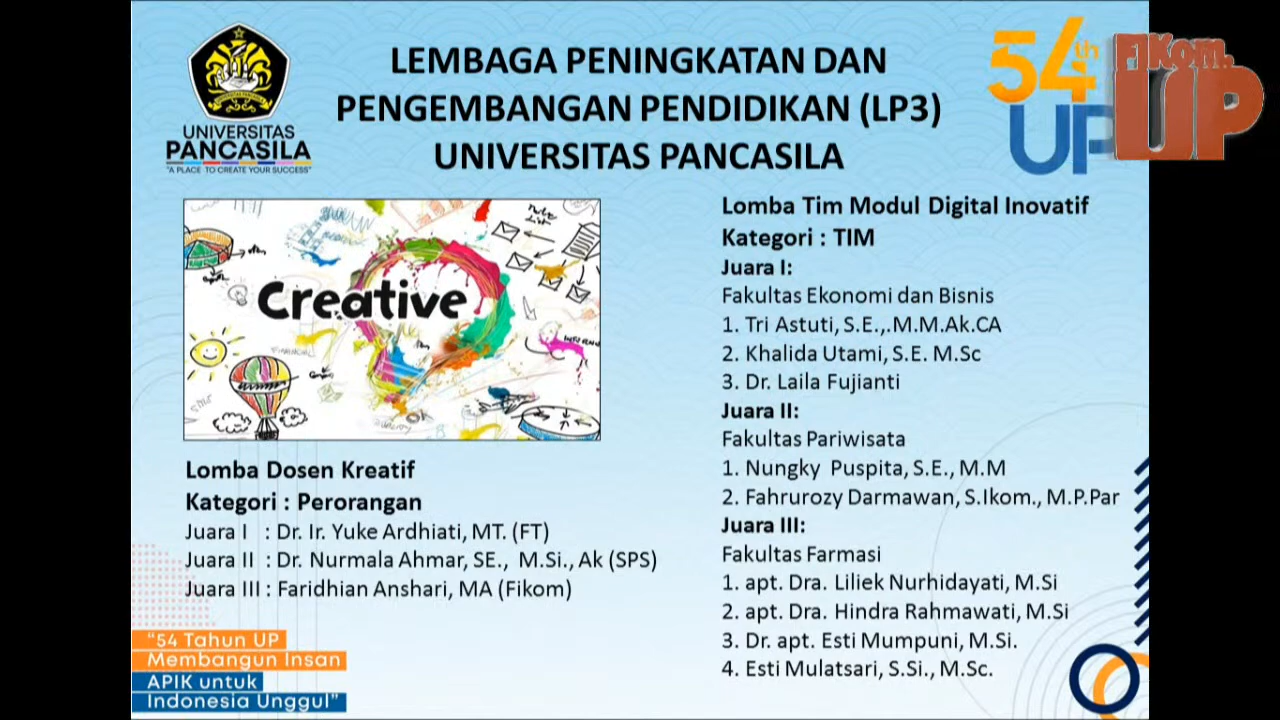 LEMBAGA PENINGKATAN DAN
PENGEMBANGAN PENDIDIKAN (LP3)
UNIVERSITAS PANCASILA
UNIVERSITAS
PANCASILA
"A PLACE TO CREATE YOUR SUCCESS"
54th
UP
FIKom.
UP
Creative
Lomba Dosen Kreatif
Kategori : Perorangan
Juara I : Dr. Ir. Yuke Ardhiati, MT. (FT)
Juara II : Dr. Nurmala Ahmar, SE., M.Si., Ak (SPS)
Juara III : Faridhian Anshari, MA (Fikom)
"54 Tahun UP
Membangun Insan
APIK untuk
Indonesia Unggul"
Lomba Tim Modul Digital Inovatif
Kategori : TIM
Juara I:
Fakultas Ekonomi dan Bisnis
1. Tri Astuti, S.E.,.M.M.Ak.CA
2. Khalida Utami, S.E. M.Sc
3. Dr. Laila Fujianti
Juara II:
Fakultas Pariwisata
1. Nungky Puspita, S.E., M.M
2. Fahrurozy Darmawan, S.Ikom., M.P.Par
Juara III:
Fakultas Farmasi
1. apt. Dra. Liliek Nurhidayati, M.Si
2. apt. Dra. Hindra Rahmawati, M.Si
3. Dr. apt. Esti Mumpuni, M.Si.
4. Esti Mulatsari, S.Si., M.Sc.